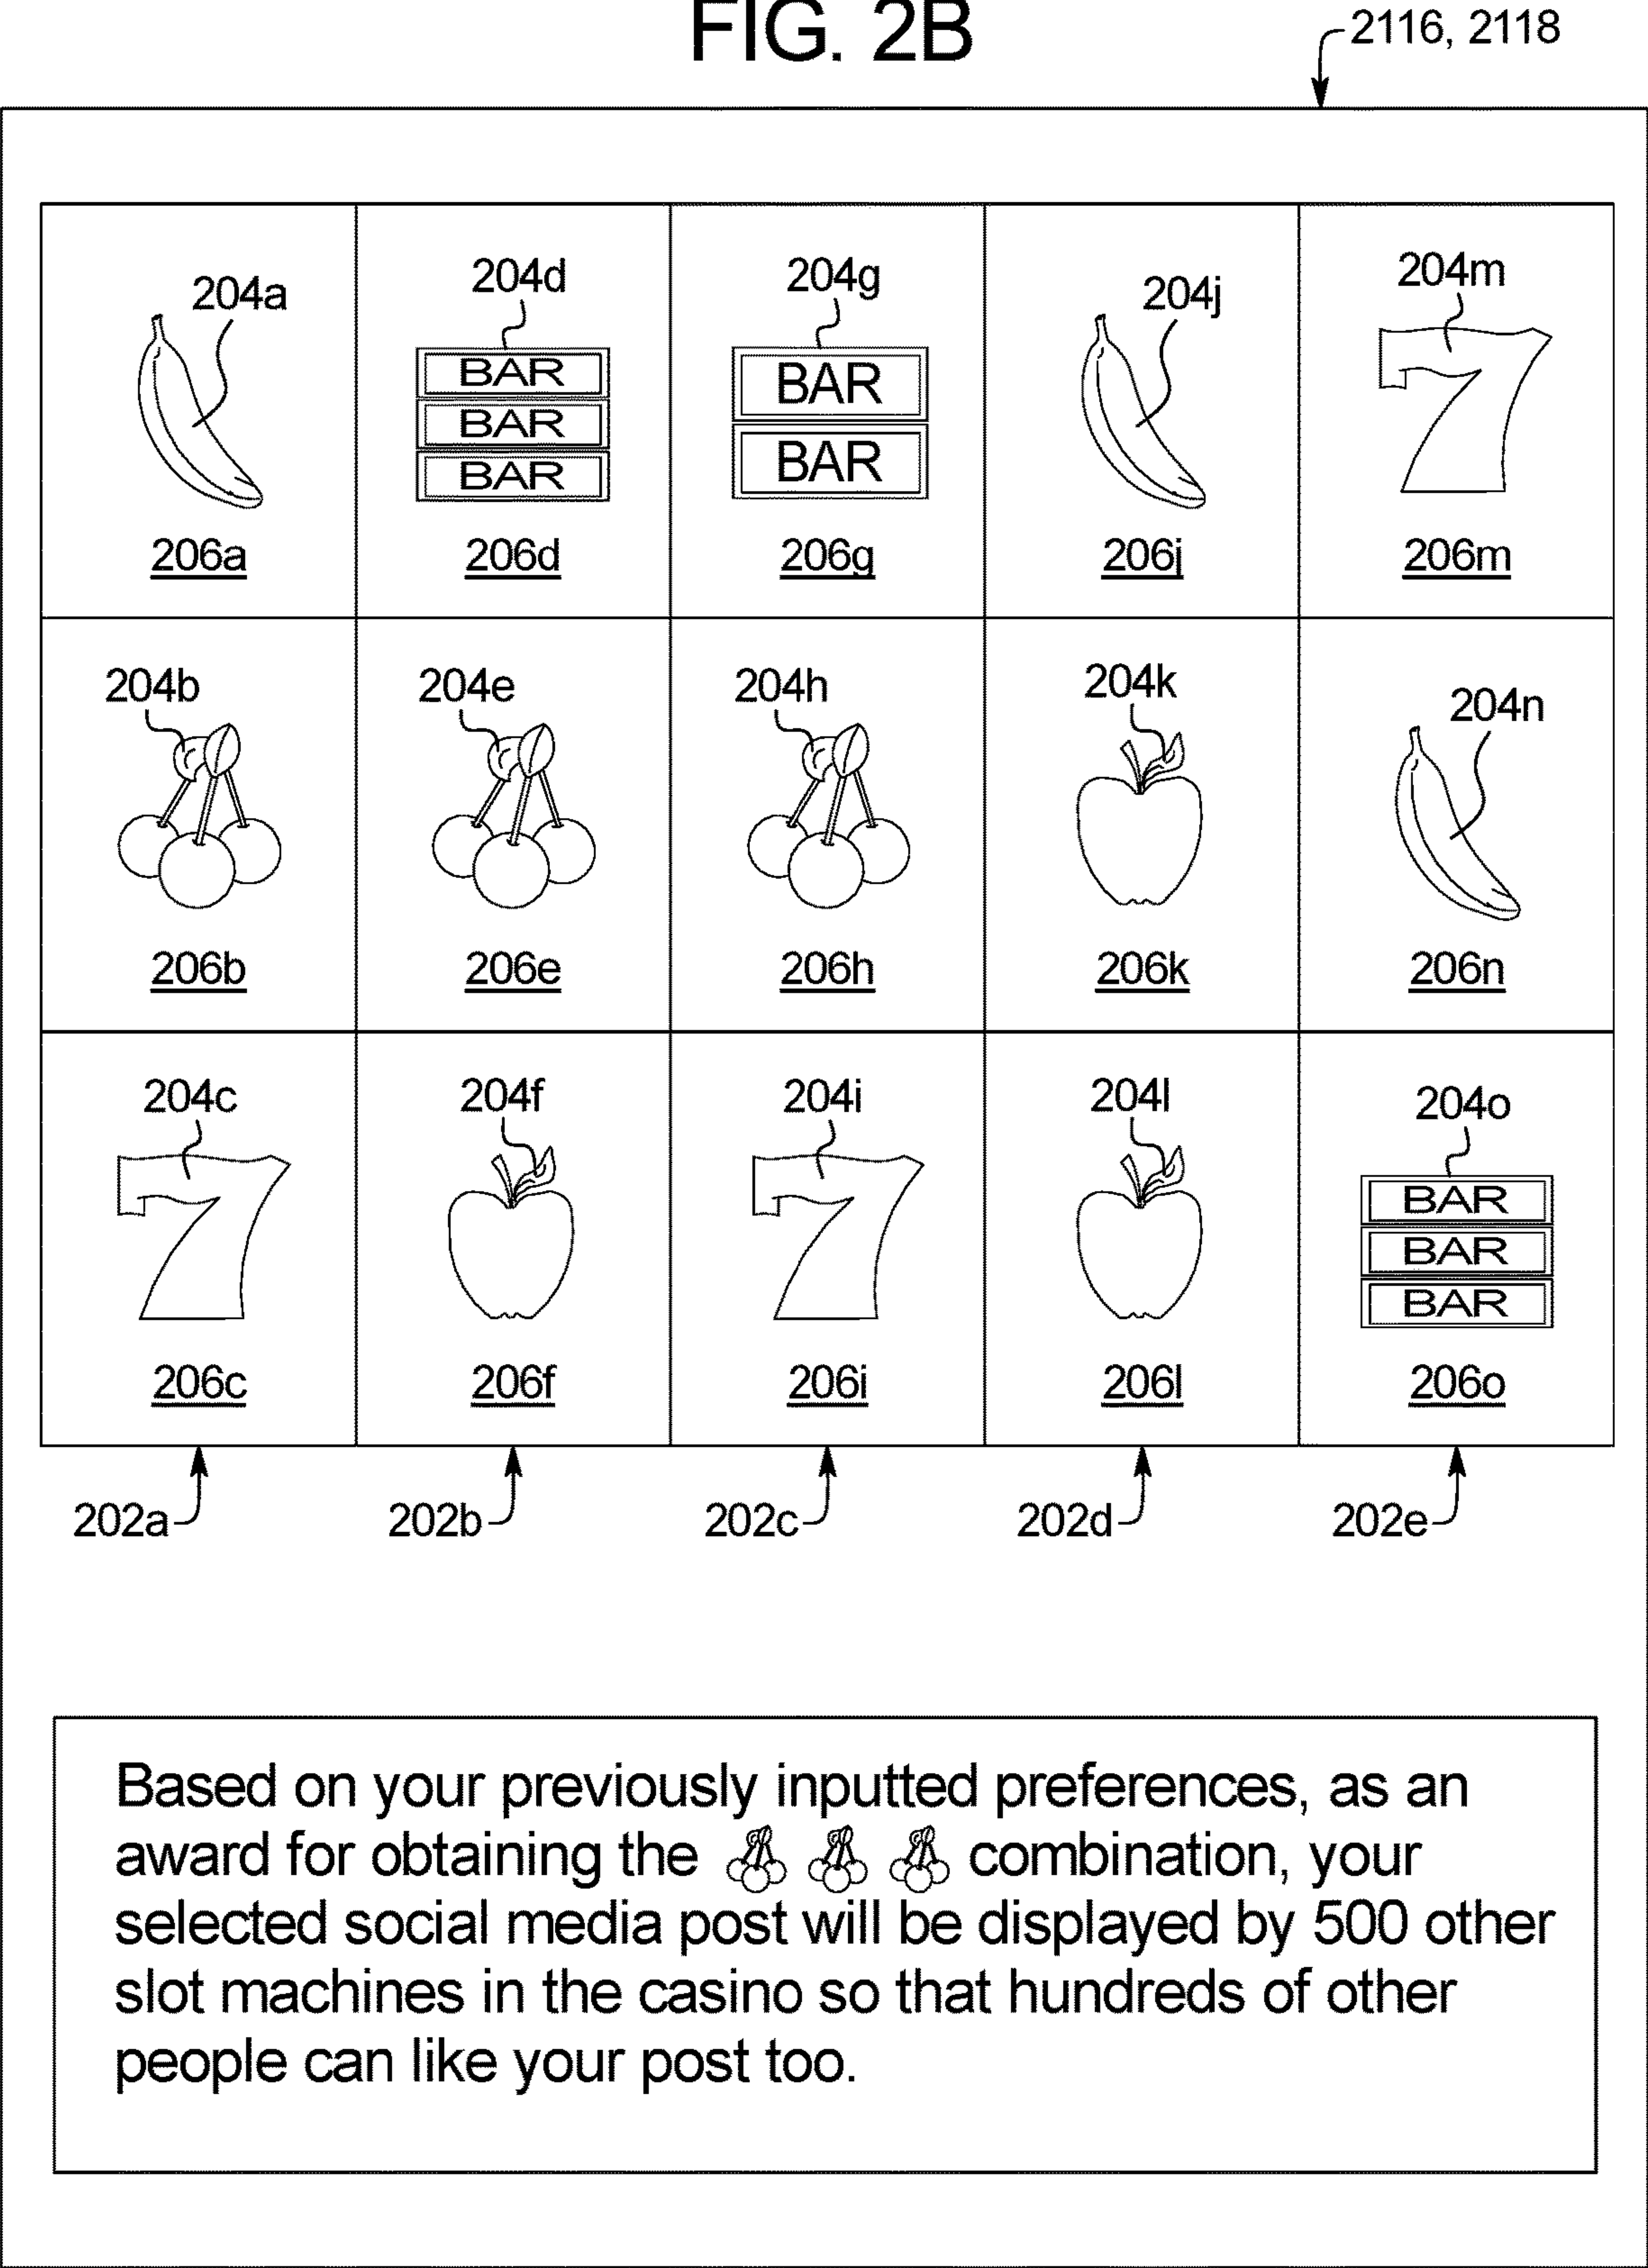 FIG. 2B
2116, 2118
204a 204d 204g 204j 204m
BAR
BAR
BAR
BAR
BAR
7
206a 206d 206g 206j 206m
204b 204e 204h 204k 204n
206b 206e 206h 206k 206n
204c 204f 204i 204l 204o
7
7
BAR
BAR
BAR
206c 206f 206i 206l 206o
202a 202b 202c 202d 202e
Based on your previously inputted preferences, as an
award for obtaining the combination, your
selected social media post will be displayed by 500 other
slot machines in the casino so that hundreds of other
people can like your post too.